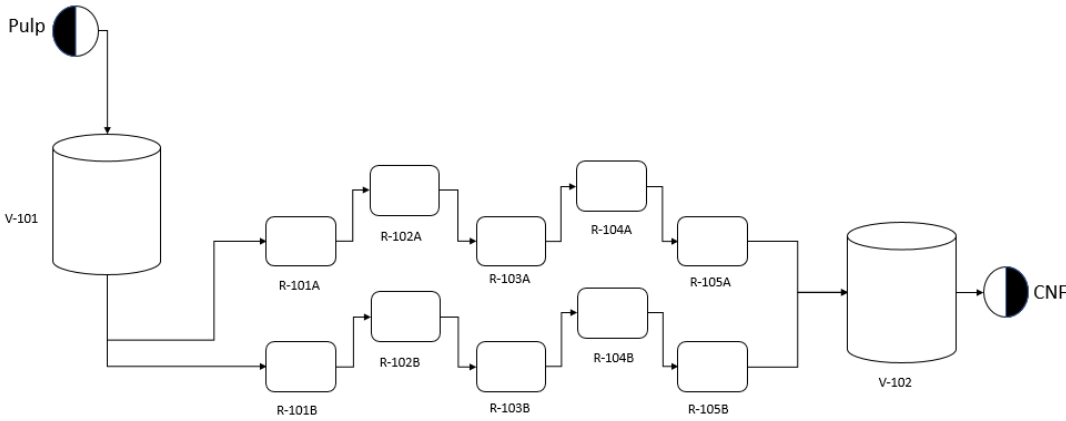 Pulp
V-101
R-101A
R-102A
R-103A
R-104A
R-105A
R-101B
R-102B
R-103B
R-104B
R-105B
V-102
CNF